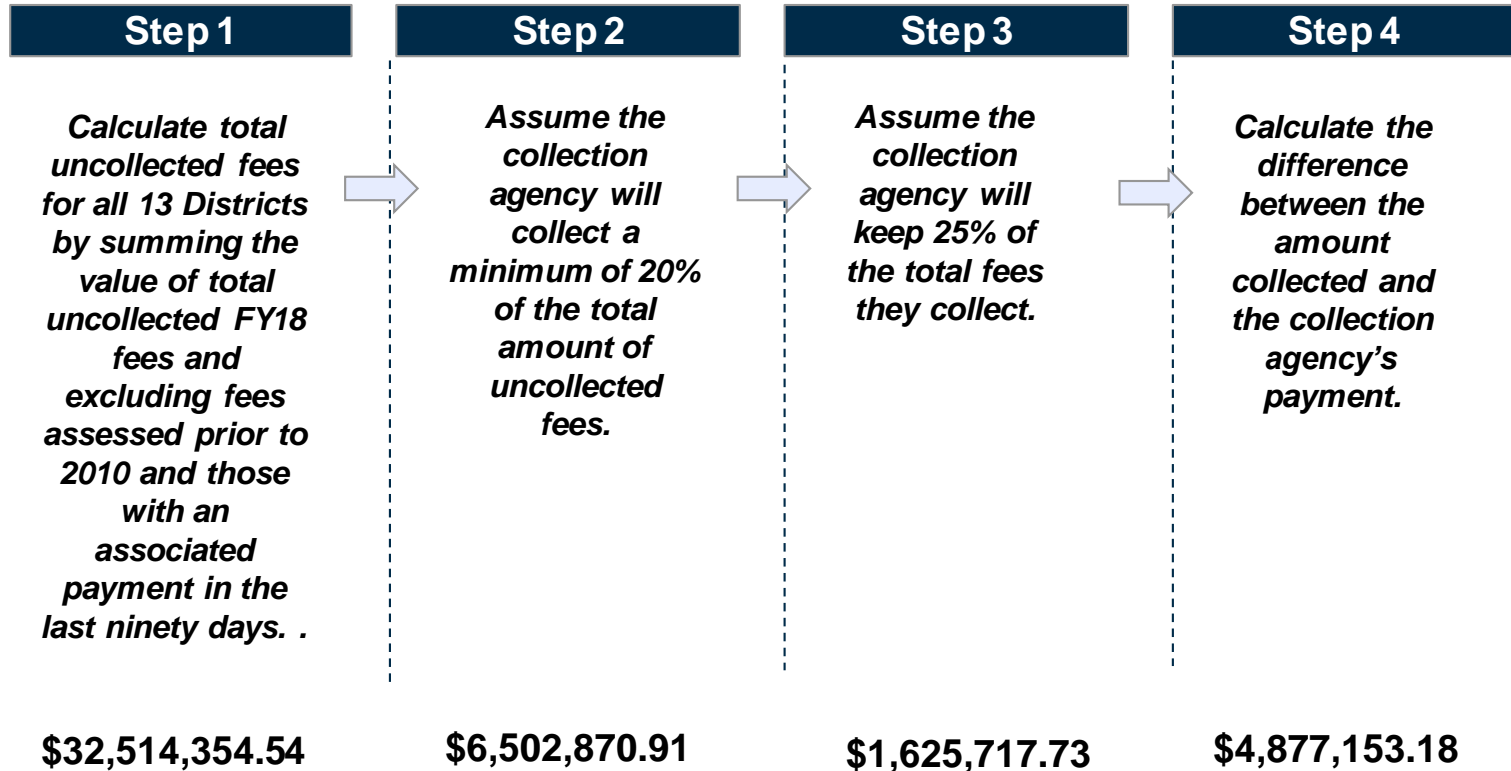 Step 1
Calculate total
uncollected fees
for all 13 Districts
by summing the
value of total
uncollected FY18
fees and
excluding fees
assessed prior to
2010 and those
with an
associated
payment in the
last ninety days. .
$32,514,354.54
Step 2
Assume the
collection
agency will
collect a
minimum of 20%
of the total
amount of
uncollected
fees.
$6,502,870.91
Step 3
Assume the
collection
agency will
keep 25% of
the total fees
they collect.
$1,625,717.73
Step 4
Calculate the
difference
between the
amount
collected and
the collection
agency’s
payment.
$4,877,153.18